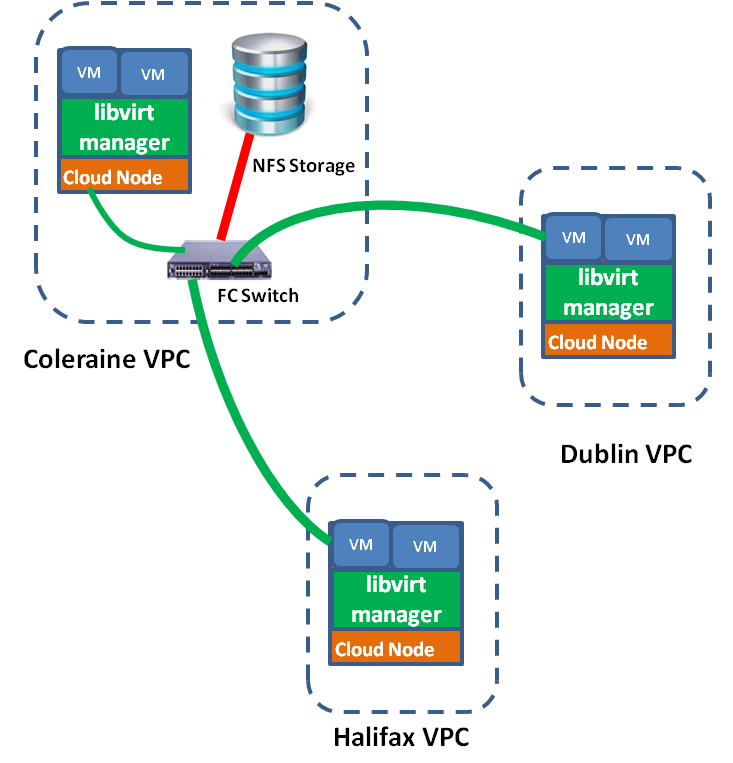 VM
VM
libvirt
manager
Cloud Node
NFS Storage
FC Switch
Coleraine VPC
VM
VM
libvirt
manager
Cloud Node
Dublin VPC
VM
VM
libvirt
manager
Cloud Node
Halifax VPC